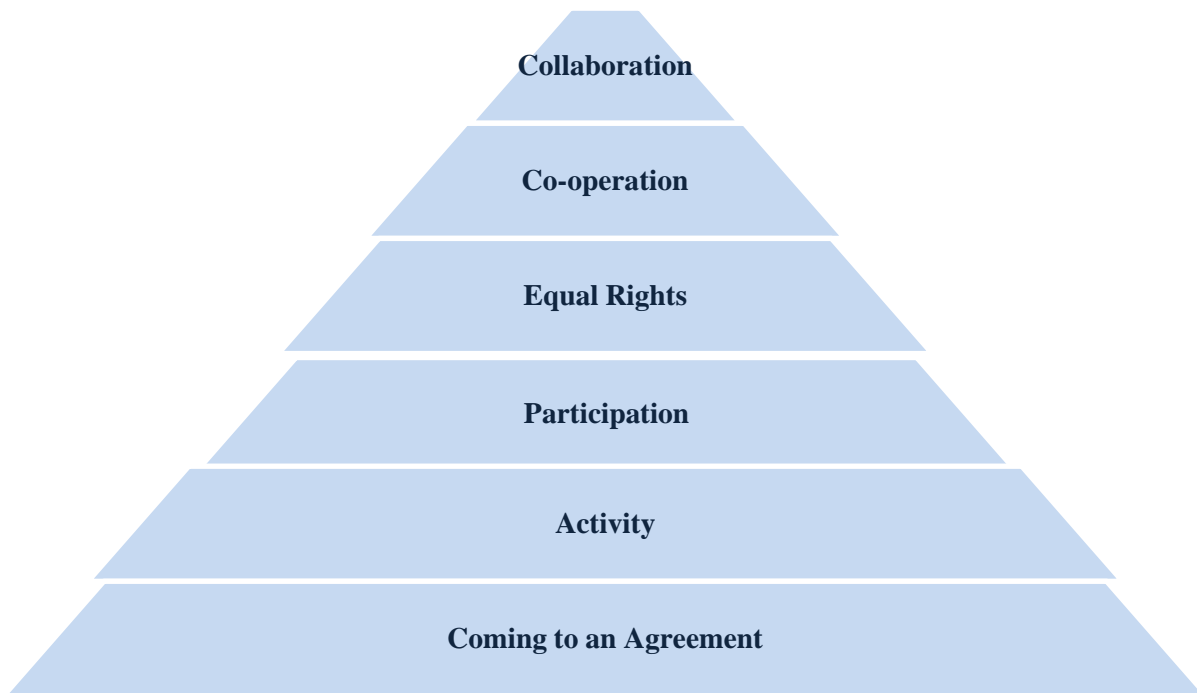 Collaboration
Co-operation
Equal Rights
Participation
Activity
Coming to an Agreement